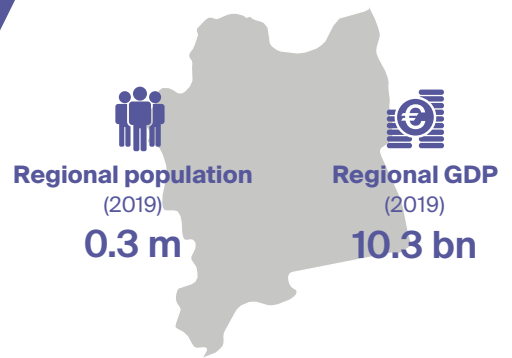 €
Regional population
(2019)
0.3 m
Regional GDP
(2019)
10.3 bn